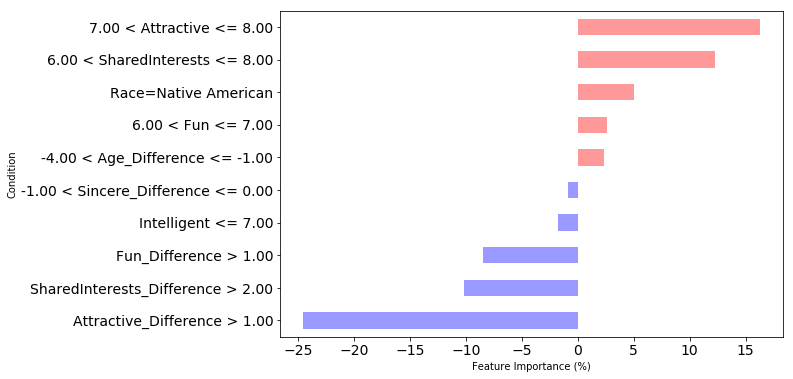 Condition
7.00 < Attractive <= 8.00
6.00 < SharedInterests <= 8.00
Race=Native American
6.00 < Fun <= 7.00
-4.00 < Age_Difference <= -1.00
-1.00 < Sincere_Difference <= 0.00
Intelligent <= 7.00
Fun_Difference > 1.00
SharedInterests_Difference > 2.00
Attractive_Difference > 1.00
−25 −20 −15 −10 −5 0 5 10 15
Feature Importance (%)